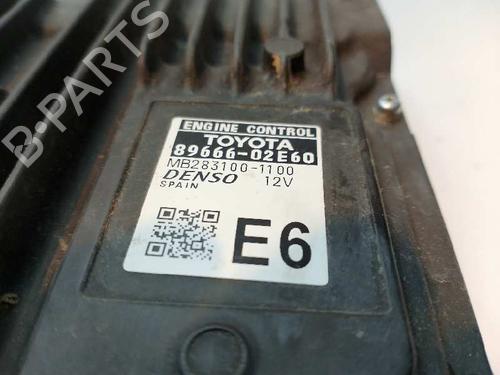 B-PARTS
ENGINE CONTROL
TOYOTA
89666-02E60
MB283100-1100
DENSO 12V
SPAIN
E6